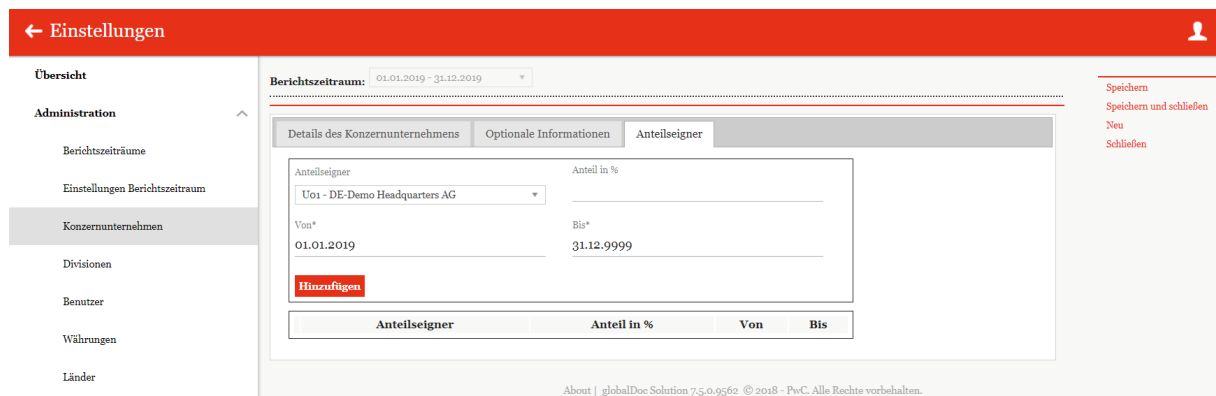 Einstellungen
Übersicht
Administration
Berichtszeiträume
Einstellungen Berichtszeitraum
Konzernunternehmen
Divisionen
Benutzer
Währungen
Länder
Berichtszeitraum: 01.01.2019 - 31.12.2019
Details des Konzernunternehmens Optionale Informationen Anteilseigner
Anteilseigner Anteil in %
U01 - DE-Demo Headquarters AG
Von* Bis*
01.01.2019 31.12.9999
Hinzufügen
Anteilseigner Anteil in % Von Bis
Speichern
Speichern und schließen
Neu
Schließen
About | globalDoc Solution 7.5.0.9562 © 2018 - PwC. Alle Rechte vorbehalten.